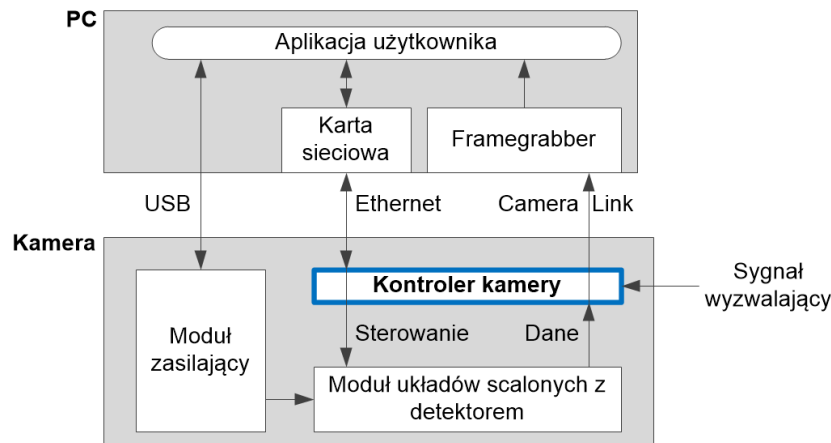 PC
Aplikacja użytkownika
Karta
sieciowa
Framegrabber
USB
Ethernet
Camera Link
Kamera
Kontroler kamery
Sygnał
wyzwalający
Moduł
zasilający
Sterowanie
Dane
Moduł układów scalonych z
detektorem